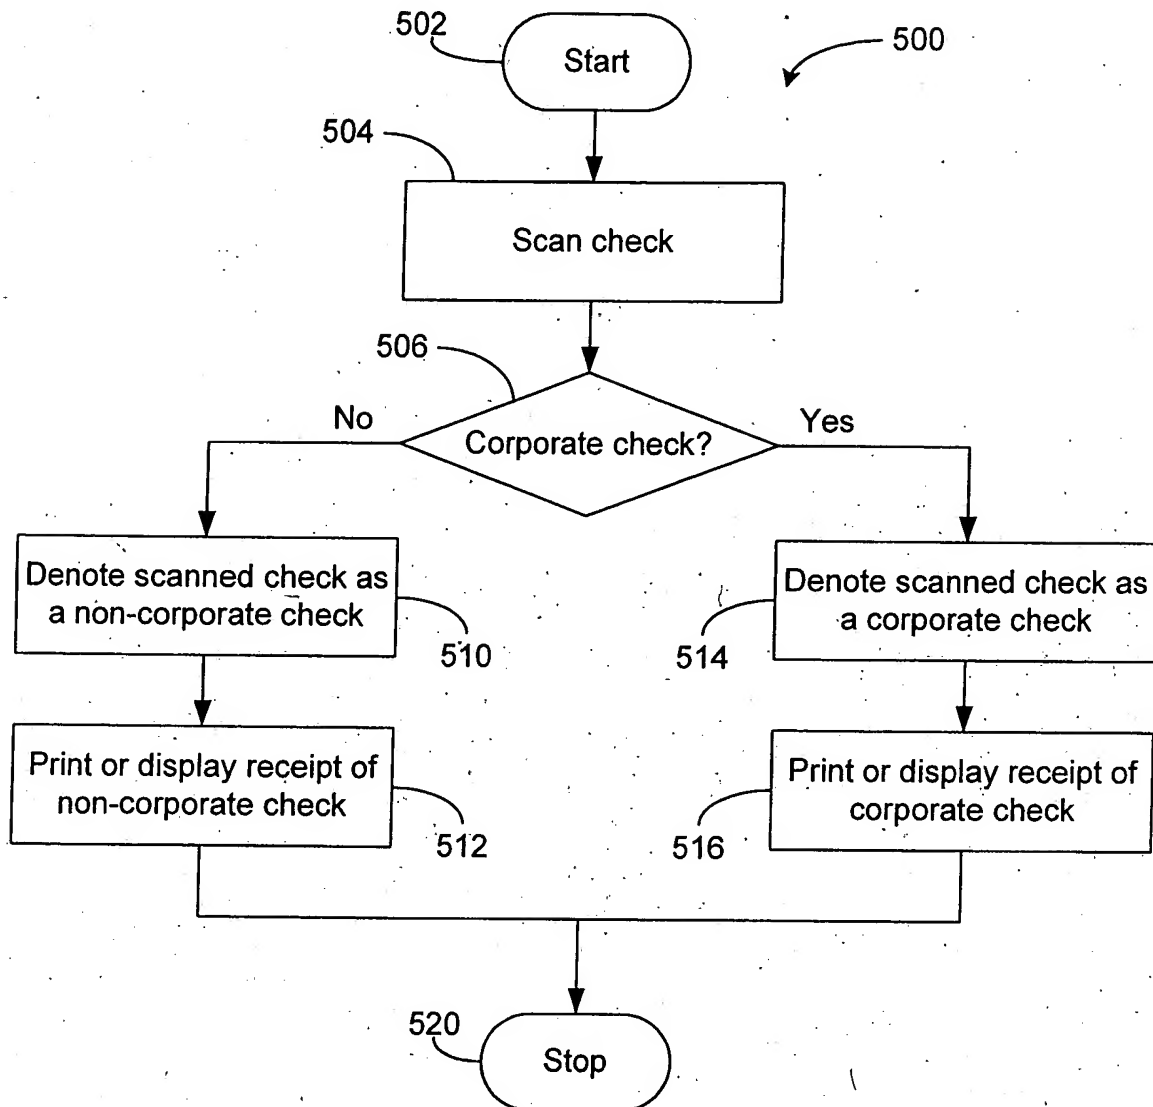 502
Start
500
504
Scan check
506
No
Corporate check?
Yes
Denote scanned check as
a non-corporate check
510
Denote scanned check as
a corporate check
514
Print or display receipt of
non-corporate check
512
Print or display receipt of
corporate check
516
520
Stop